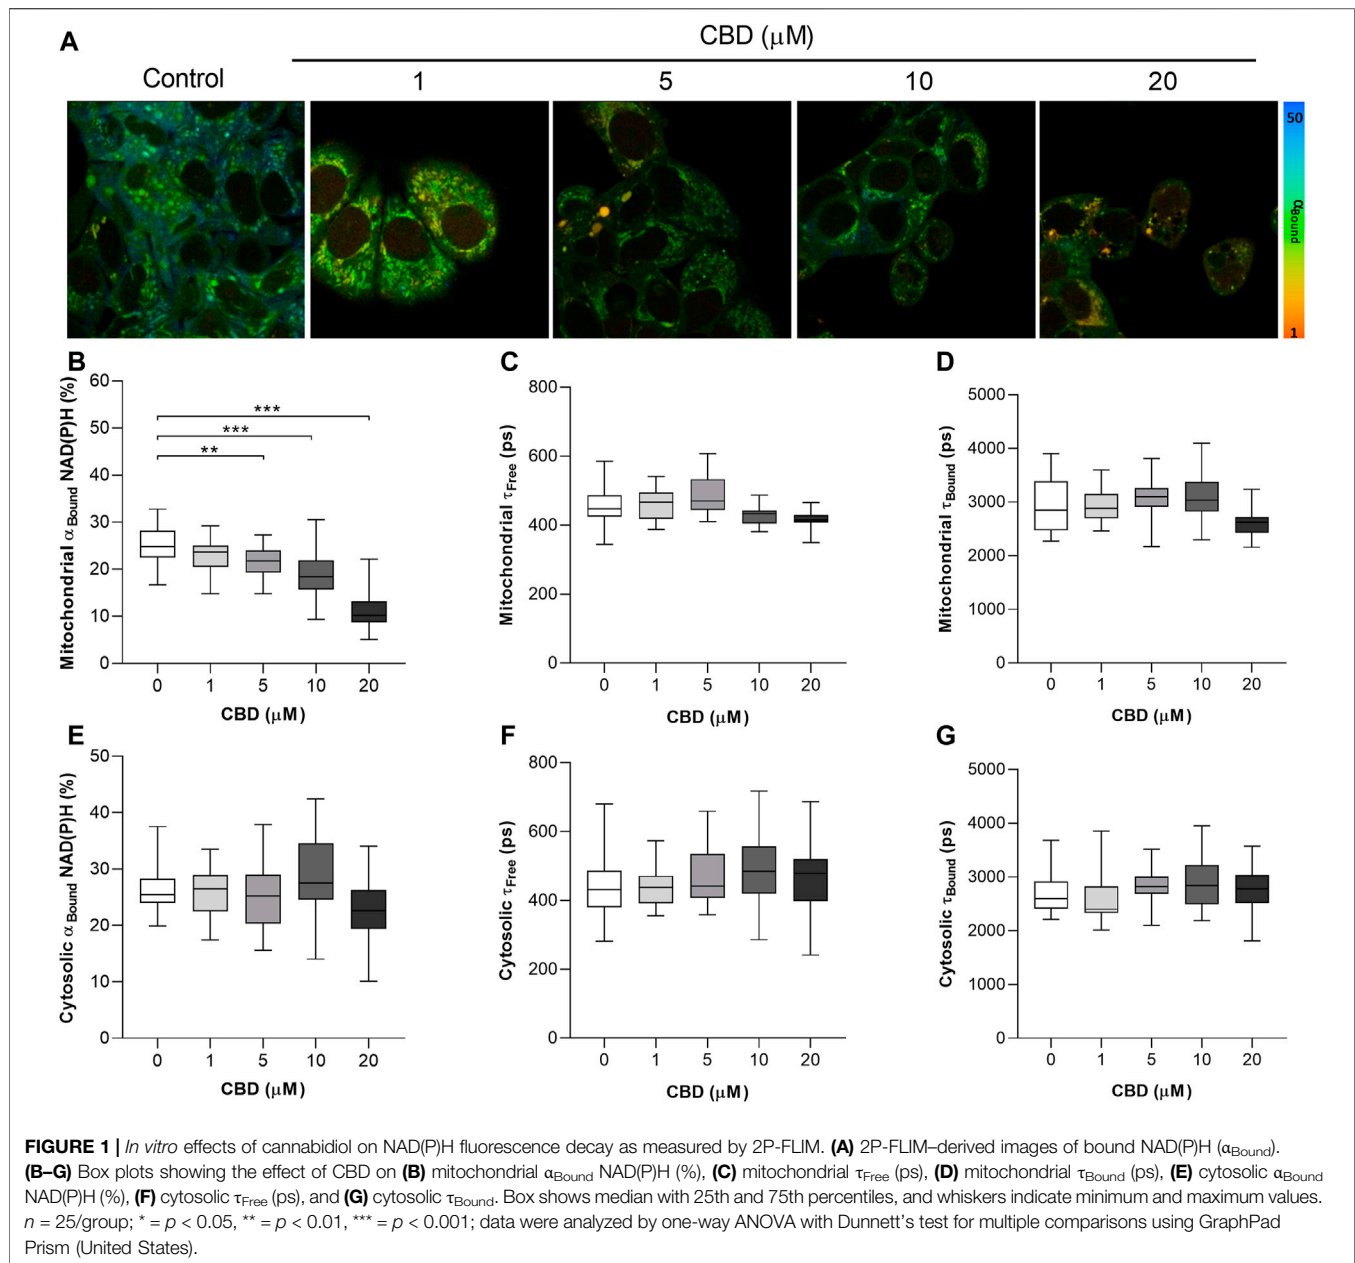 A
CBD (μM)
Control 1 5 10 20
50
αBound
1
B
Mitochondrial αBound NAD(P)H (%)
60
50
40
30
20
10
0
***
***
**
0 1 5 10 20
CBD (μM)
C
Mitochondrial τFree (ps)
800
600
400
200
0
0 1 5 10 20
CBD (μM)
D
Mitochondrial τBound (ps)
5000
4000
3000
2000
1000
0
0 1 5 10 20
CBD (μM)
E
Cytosolic αBound NAD(P)H (%)
50
40
30
20
10
0
0 1 5 10 20
CBD (μM)
F
Cytosolic τFree (ps)
800
600
400
200
0
0 1 5 10 20
CBD (μM)
G
Cytosolic τBound (ps)
5000
4000
3000
2000
1000
0
0 1 5 10 20
CBD (μM)
FIGURE 1 | In vitro effects of cannabidiol on NAD(P)H fluorescence decay as measured by 2P-FLIM. (A) 2P-FLIM–derived images of bound NAD(P)H (αBound).
(B–G) Box plots showing the effect of CBD on (B) mitochondrial αBound NAD(P)H (%), (C) mitochondrial τFree (ps), (D) mitochondrial τBound (ps), (E) cytosolic αBound
NAD(P)H (%), (F) cytosolic τFree (ps), and (G) cytosolic τBound. Box shows median with 25th and 75th percentiles, and whiskers indicate minimum and maximum values.
n = 25/group; * = p < 0.05, ** = p < 0.01, *** = p < 0.001; data were analyzed by one-way ANOVA with Dunnett's test for multiple comparisons using GraphPad
Prism (United States).